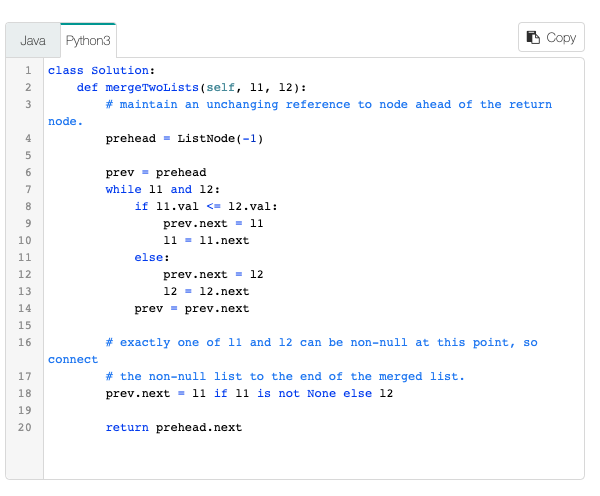 Java Python3 Copy
1 class Solution:
2     def mergeTwoLists(self, l1, l2):
3         # maintain an unchanging reference to node ahead of the return
node.
4         prehead = ListNode(-1)
5
6         prev = prehead
7         while l1 and l2:
8             if l1.val <= l2.val:
9                 prev.next = l1
10                 l1 = l1.next
11             else:
12                 prev.next = l2
13                 l2 = l2.next
14             prev = prev.next
15
16         # exactly one of l1 and l2 can be non-null at this point, so
connect
17         # the non-null list to the end of the merged list.
18         prev.next = l1 if l1 is not None else l2
19
20         return prehead.next